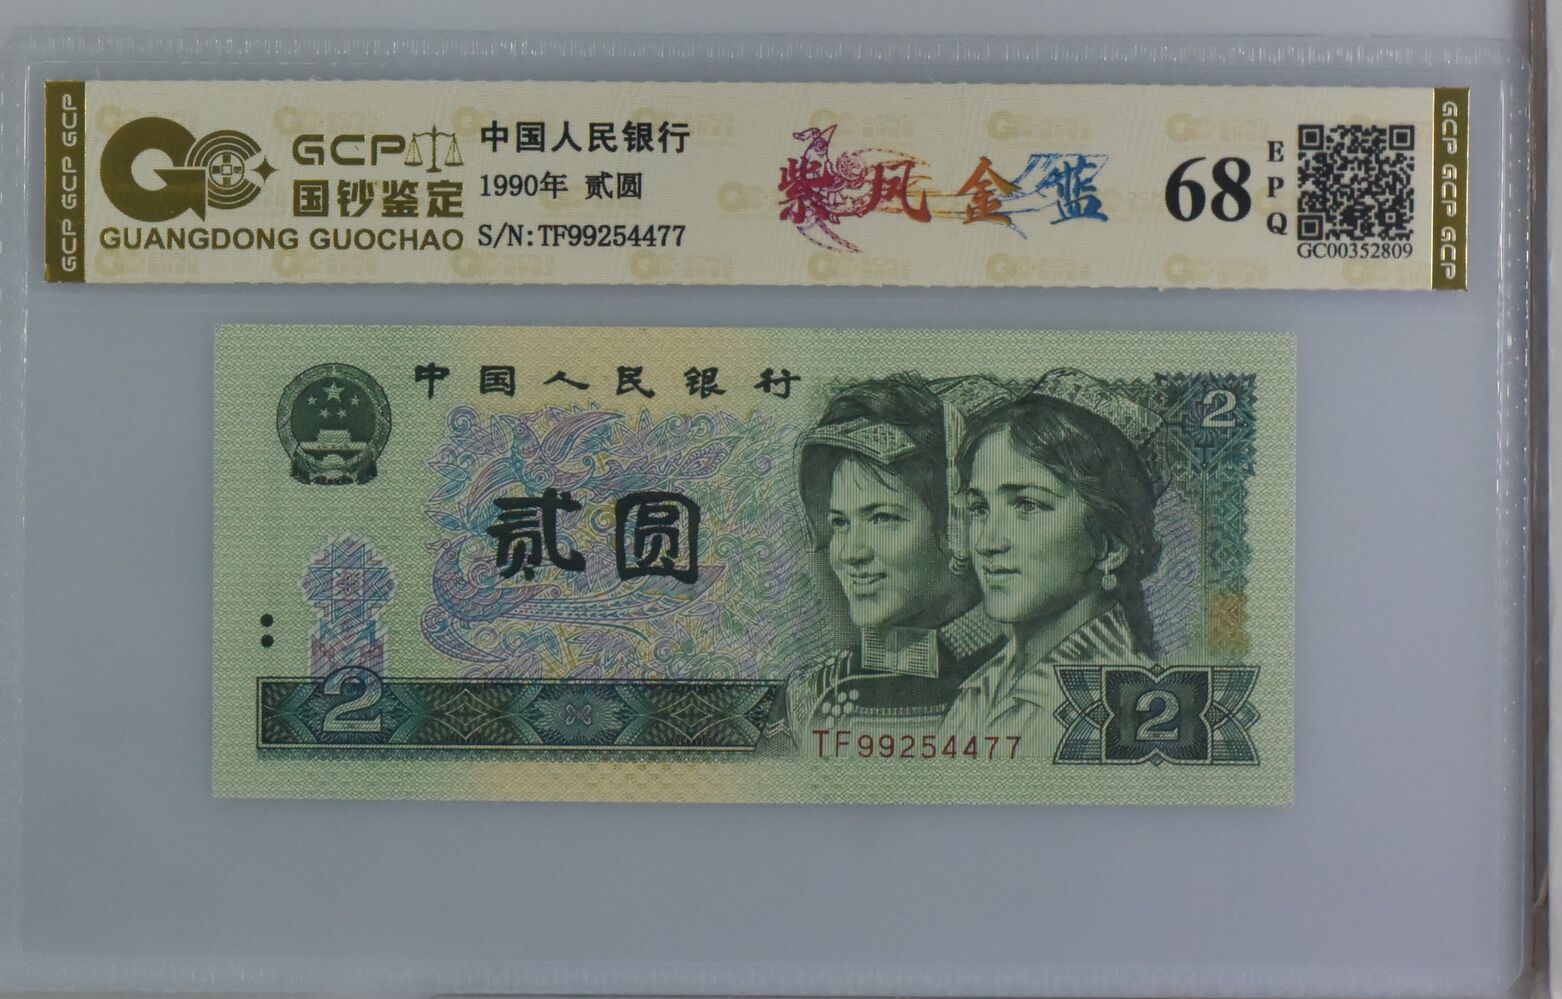 GCP GCP GCP
GCP
国钞鉴定
GUANGDONG GUOCHAO
中国人民银行
1990年 贰圆
S/N:TF99254477
紫凤金蓝
68
EPQ
GC00352809
GCP GCP GCP
中国人民银行
2
贰圆
2
2
TF99254477